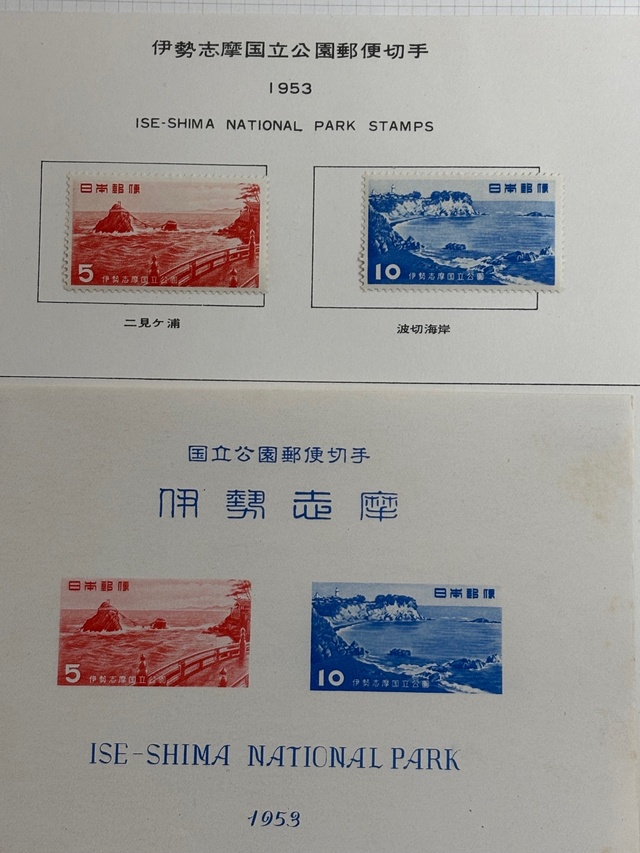 伊勢志摩国立公園郵便切手
1953
ISE-SHIMA NATIONAL PARK STAMPS
日本郵便
5 伊勢志摩国立公園
日本郵便
10 伊勢志摩国立公園
二見ケ浦
波切海岸
国立公園郵便切手
伊勢志摩
日本郵便
5 伊勢志摩国立公園
日本郵便
10 伊勢志摩国立公園
ISE-SHIMA NATIONAL PARK
1953